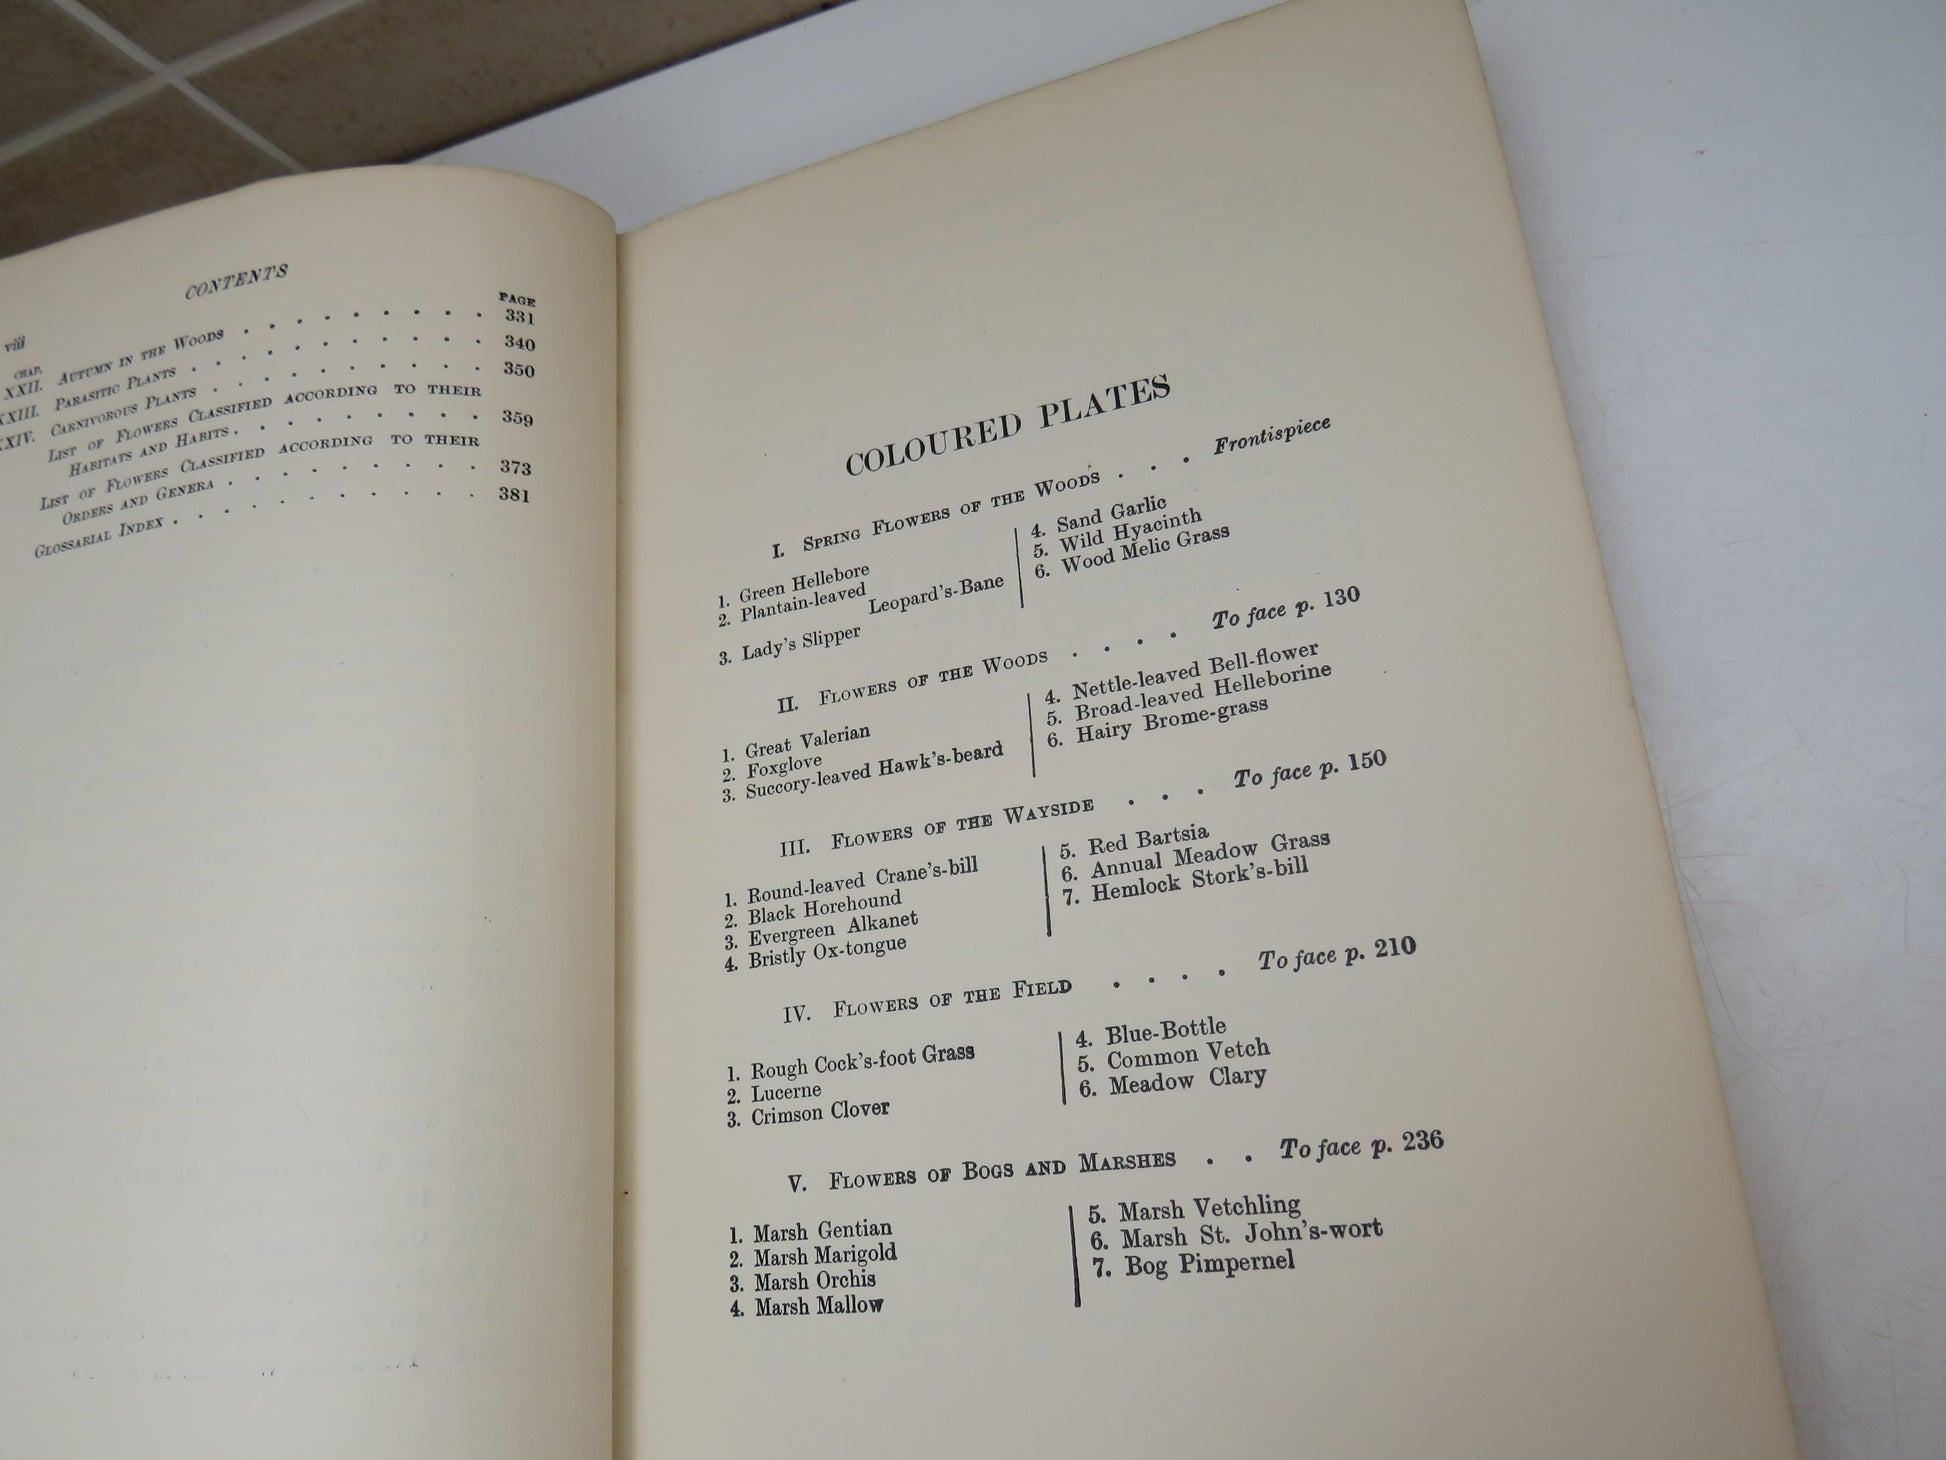 viii
CONTENTS
CHAP.
PAGE
XXII. AUTUMN IN THE WOODS . . . . . . . . . . 331
XXIII. PARASITIC PLANTS . . . . . . . . . . . 340
XXIV. CARNIVOROUS PLANTS . . . . . . . . . . . 350
LIST OF FLOWERS CLASSIFIED ACCORDING TO THEIR
HABITATS AND HABITS . . . . . . . . . 359
LIST OF FLOWERS CLASSIFIED ACCORDING TO THEIR
ORDERS AND GENERA . . . . . . . . . 373
GLOSSARIAL INDEX . . . . . . . . . . . 381
COLOURED PLATES
I. SPRING FLOWERS OF THE WOODS . . . Frontispiece
1. Green Hellebore
2. Plantain-leaved
Leopard's-Bane
3. Lady's Slipper
4. Sand Garlic
5. Wild Hyacinth
6. Wood Melic Grass
II. FLOWERS OF THE WOODS . . . . To face p. 130
1. Great Valerian
2. Foxglove
3. Succory-leaved Hawk's-beard
4. Nettle-leaved Bell-flower
5. Broad-leaved Helleborine
6. Hairy Brome-grass
III. FLOWERS OF THE WAYSIDE . . . To face p. 150
1. Round-leaved Crane's-bill
2. Black Horehound
3. Evergreen Alkanet
4. Bristly Ox-tongue
5. Red Bartsia
6. Annual Meadow Grass
7. Hemlock Stork's-bill
IV. FLOWERS OF THE FIELD . . . . To face p. 210
1. Rough Cock's-foot Grass
2. Lucerne
3. Crimson Clover
4. Blue-Bottle
5. Common Vetch
6. Meadow Clary
V. FLOWERS OF BOGS AND MARSHES . . To face p. 236
1. Marsh Gentian
2. Marsh Marigold
3. Marsh Orchis
4. Marsh Mallow
5. Marsh Vetchling
6. Marsh St. John's-wort
7. Bog Pimpernel